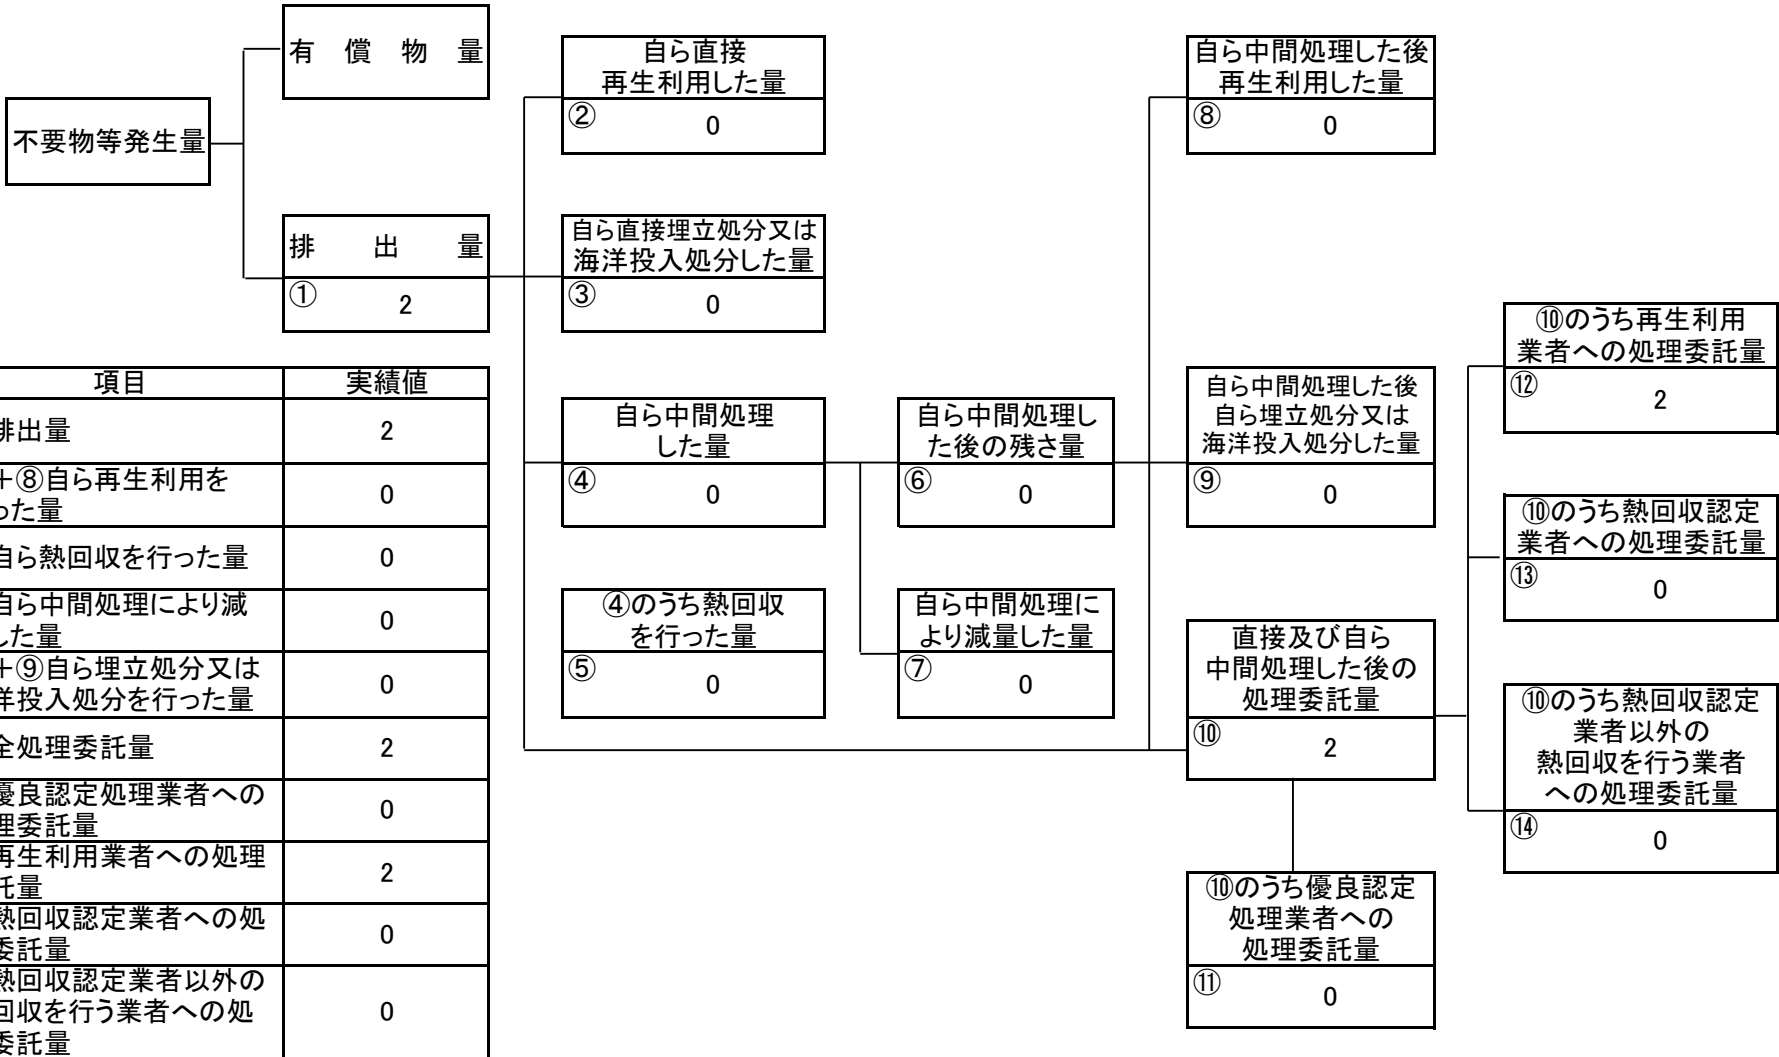 有償物量
不要物等発生量
排出量
①
2
自ら直接
再生利用した量
②
0
自ら直接埋立処分又は
海洋投入処分した量
③
0
自ら中間処理
した量
④
0
④のうち熱回収
を行った量
⑤
0
自ら中間処理し
た後の残さ量
⑥
0
自ら中間処理に
より減量した量
⑦
0
自ら中間処理した後
再生利用した量
⑧
0
自ら中間処理した後
自ら埋立処分又は
海洋投入処分した量
⑨
0
直接及び自ら
中間処理した後の
処理委託量
⑩
2
⑩のうち優良認定
処理業者への
処理委託量
⑪
0
⑩のうち再生利用
業者への処理委託量
⑫
2
⑩のうち熱回収認定
業者への処理委託量
⑬
0
⑩のうち熱回収認定
業者以外の
熱回収を行う業者
への処理委託量
⑭
0
項目 実績値
排出量 2
+⑧自ら再生利用を
った量 0
自ら熱回収を行った量 0
自ら中間処理により減
した量 0
+⑨自ら埋立処分又は
洋投入処分を行った量 0
全処理委託量 2
優良認定処理業者への
理委託量 0
再生利用業者への処理
託量 2
熱回収認定業者への処
委託量 0
熱回収認定業者以外の
回収を行う業者への処
委託量 0